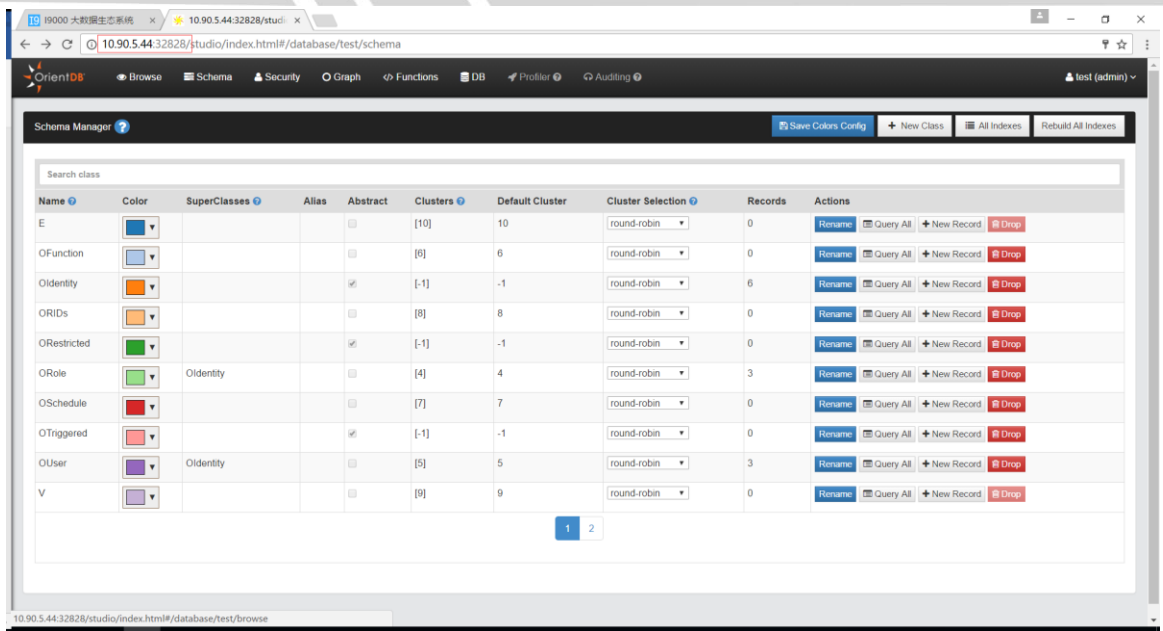 I9 I9000 大数据生态系统 × 10.90.5.44:32828/studi ×
10.90.5.44:32828/studio/index.html#/database/test/schema
OrientDB Browse Schema Security Graph Functions DB Profiler Auditing test (admin)
Schema Manager ? Save Colors Config + New Class All Indexes Rebuild All Indexes
Search class
Name Color SuperClasses Alias Abstract Clusters Default Cluster Cluster Selection Records Actions
E [10] 10 round-robin 0 Rename Query All + New Record Drop
OFunction [6] 6 round-robin 0 Rename Query All + New Record Drop
OIdentity [-1] -1 round-robin 6 Rename Query All + New Record Drop
ORIDs [8] 8 round-robin 0 Rename Query All + New Record Drop
ORestricted [-1] -1 round-robin 0 Rename Query All + New Record Drop
ORole OIdentity [4] 4 round-robin 3 Rename Query All + New Record Drop
OSchedule [7] 7 round-robin 0 Rename Query All + New Record Drop
OTriggered [-1] -1 round-robin 0 Rename Query All + New Record Drop
OUser OIdentity [5] 5 round-robin 3 Rename Query All + New Record Drop
V [9] 9 round-robin 0 Rename Query All + New Record Drop
1 2
10.90.5.44:32828/studio/index.html#/database/test/browse